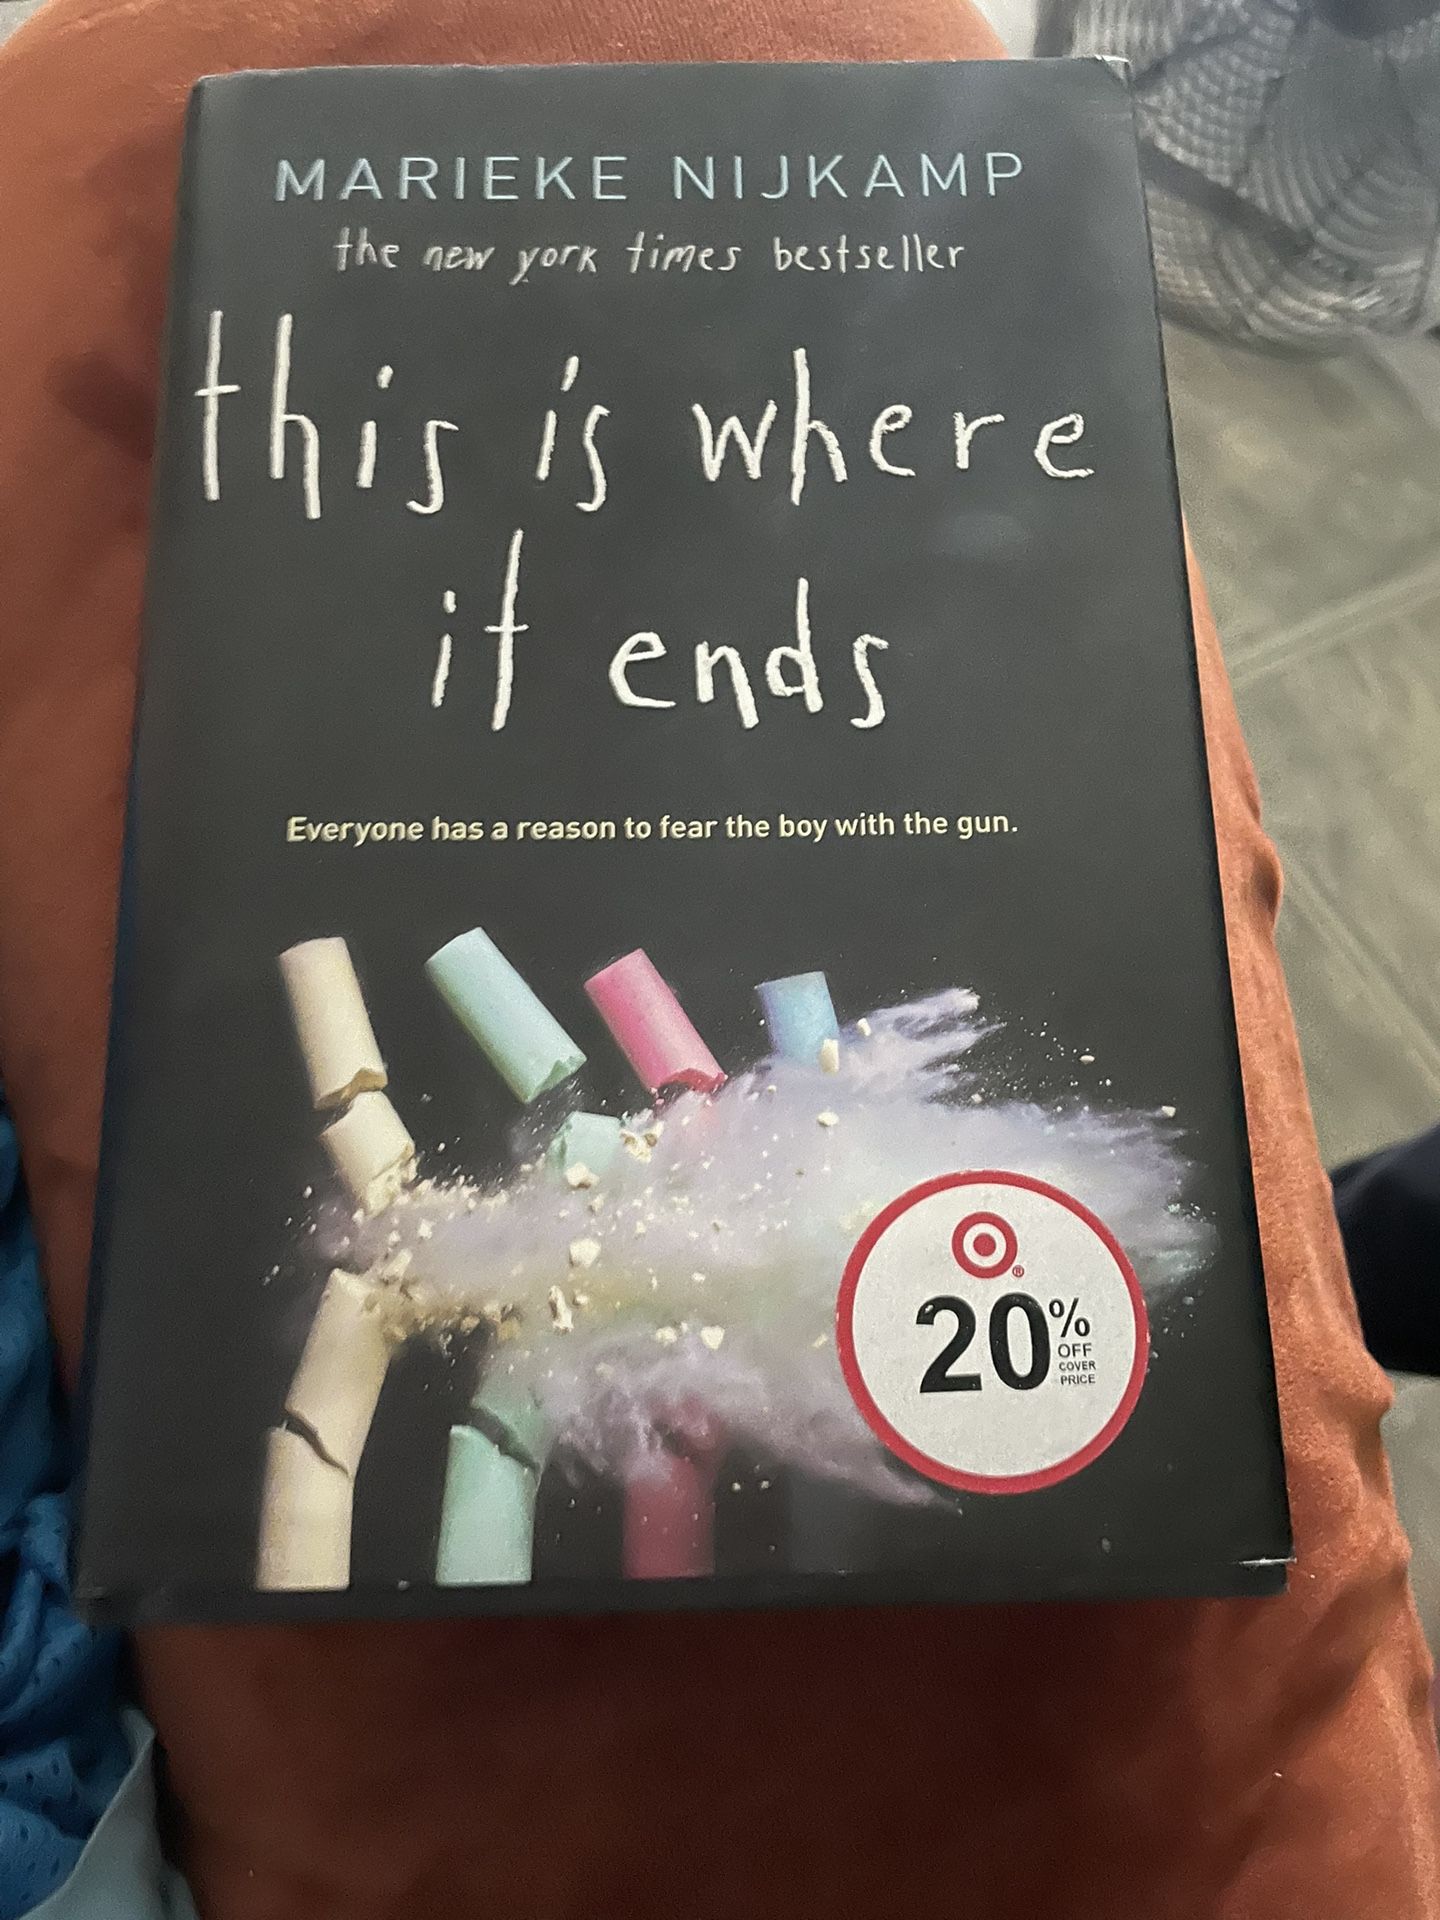 MARIEKE NIJKAMP
the new york times bestseller
this is where
it ends
Everyone has a reason to fear the boy with the gun.
®
20%
OFF
COVER
PRICE